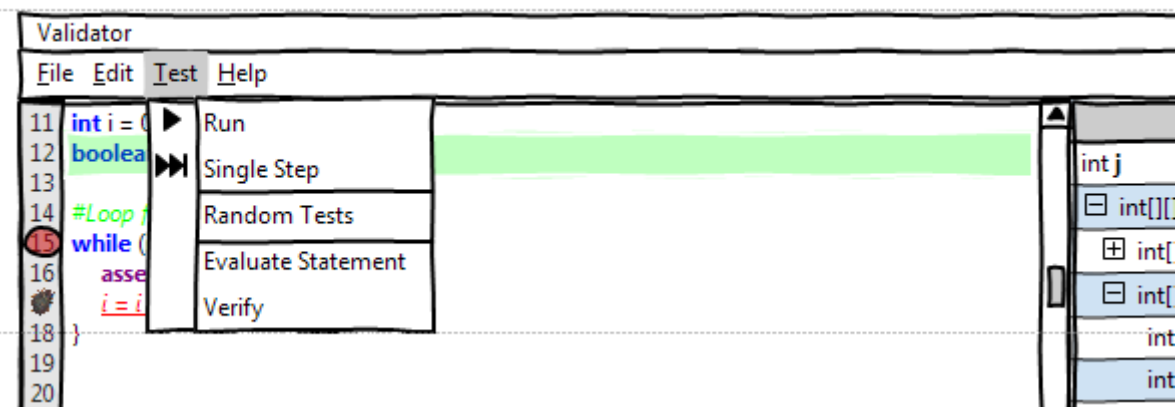 Validator
File Edit Test Help
11 int i = 0
12 boolea
13
14 #Loop
15 while (
16 asse
i = i
18 }
19
20
Run
Single Step
Random Tests
Evaluate Statement
Verify
int j
int[][]
int[
int[
int
int